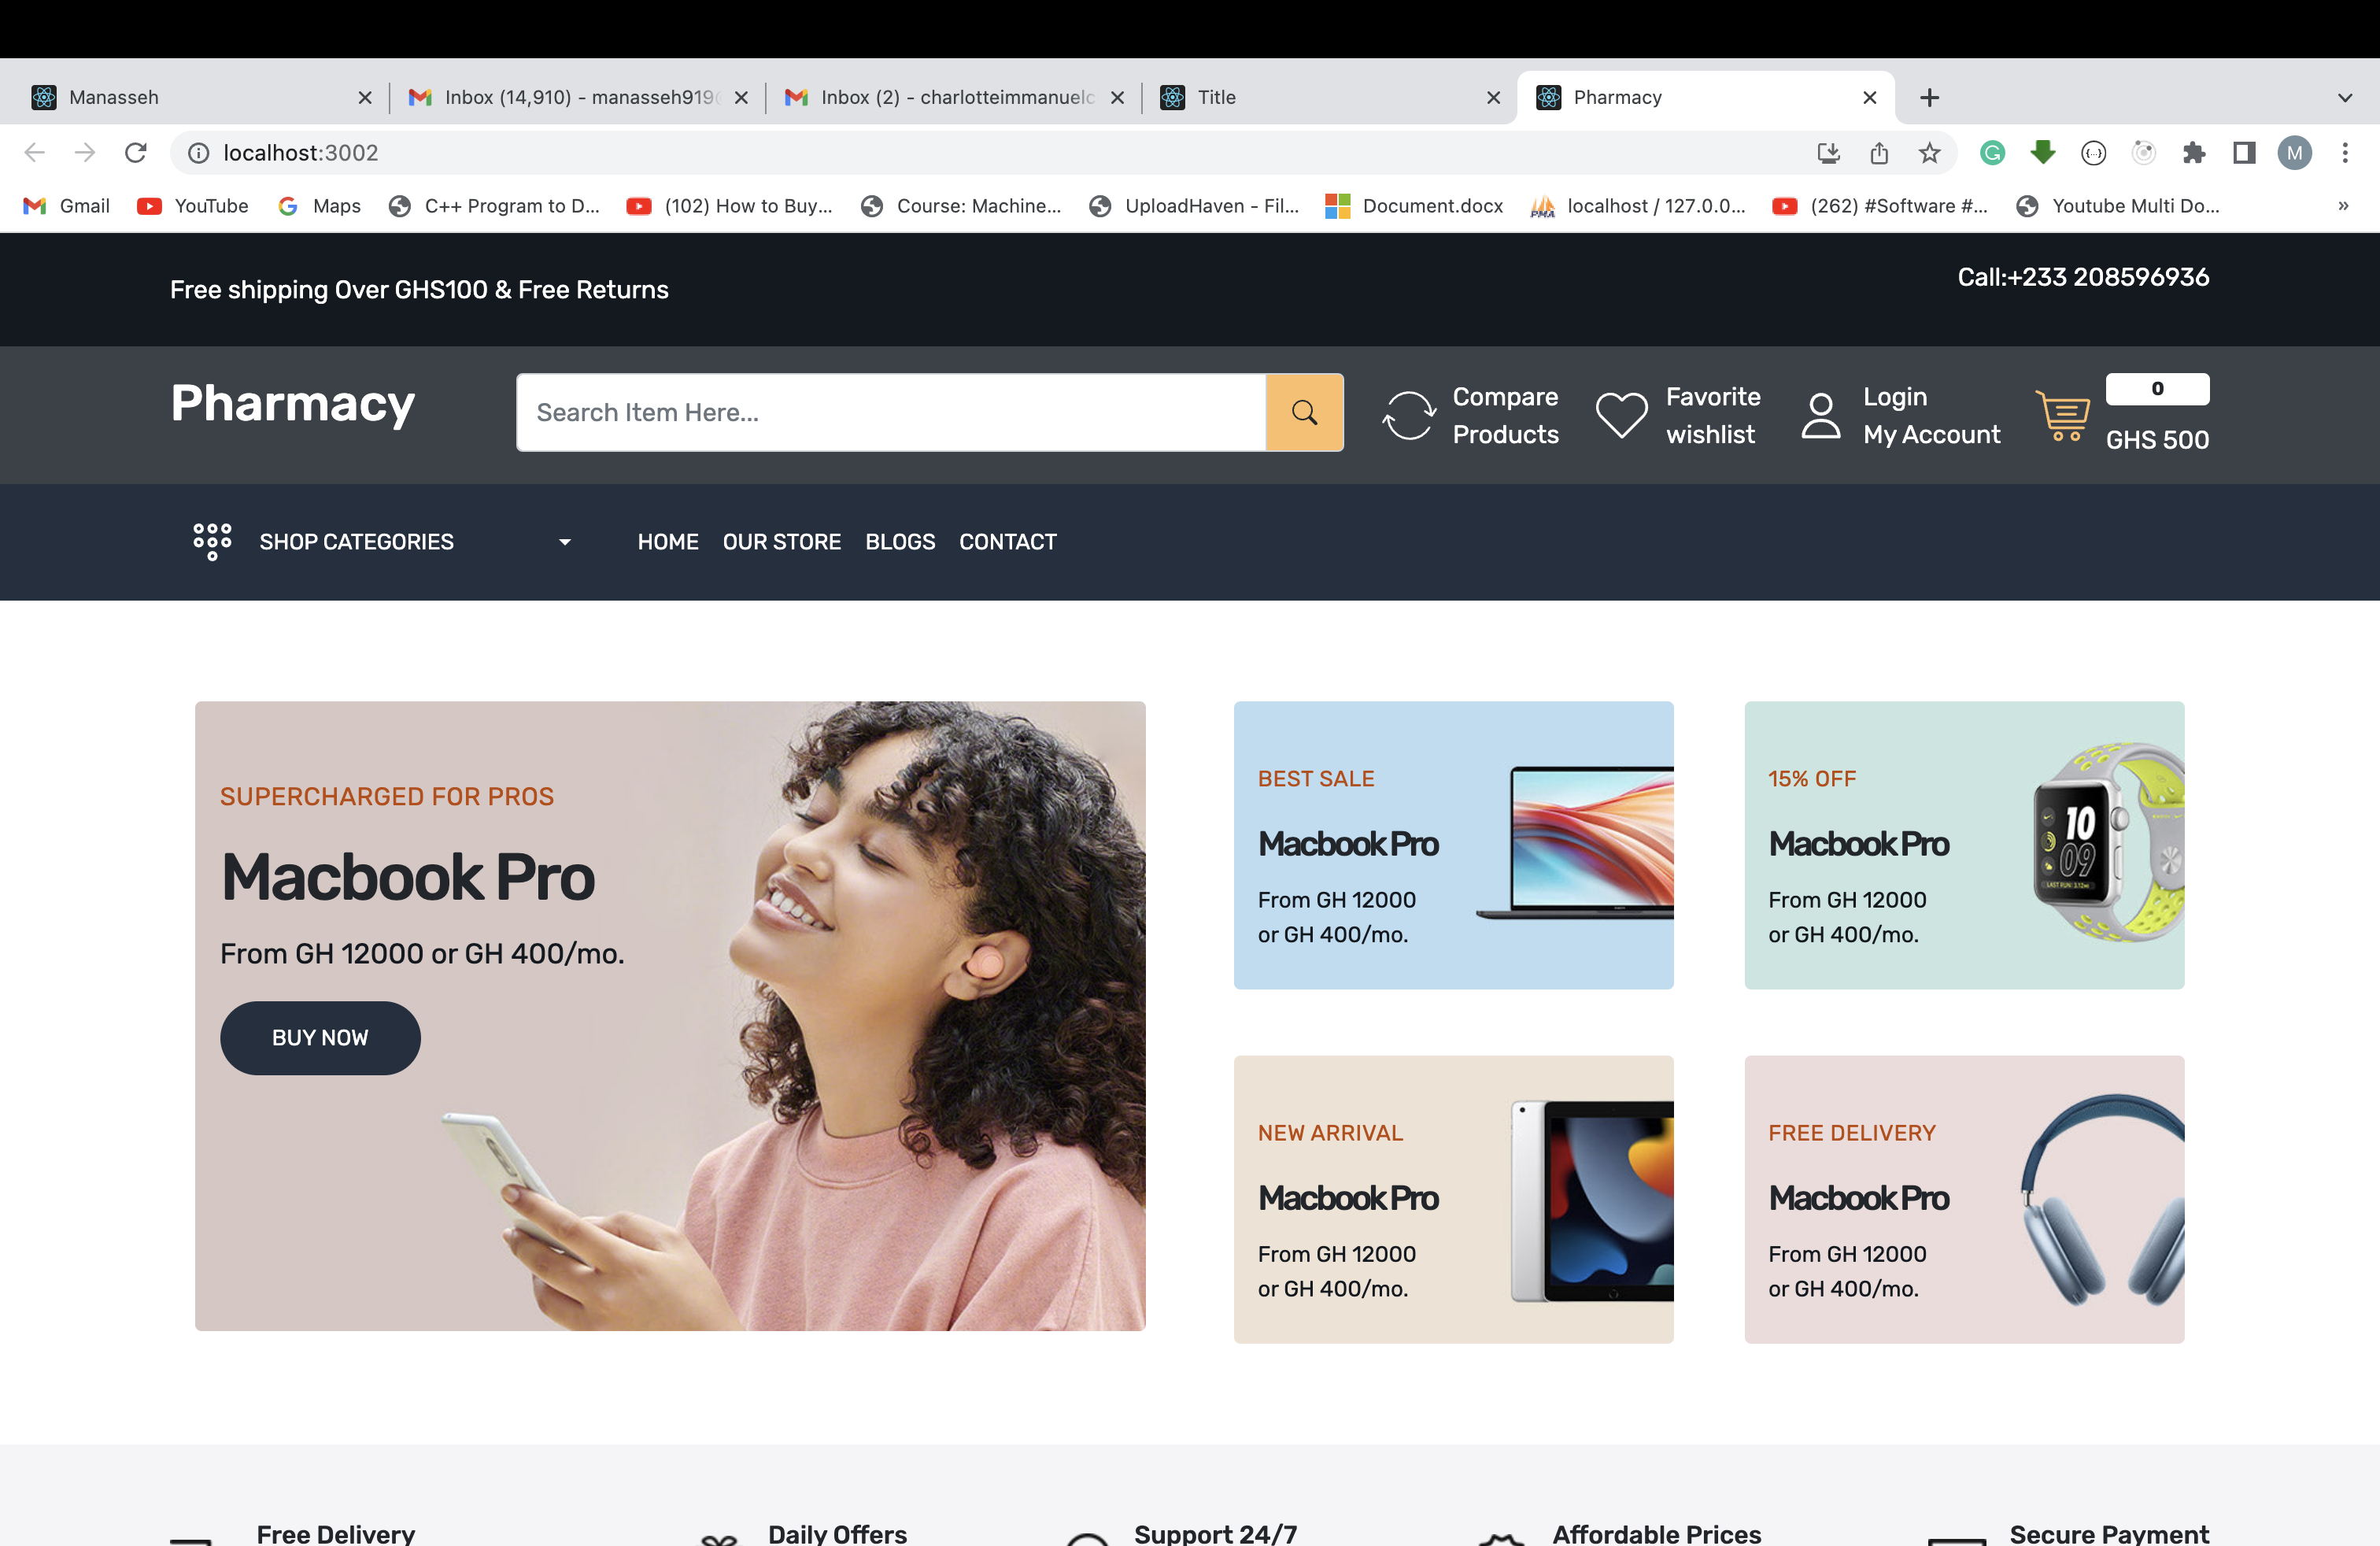 Manasseh
Inbox (14,910) - manasseh919
Inbox (2) - charlotteimmanuelc
Title
Pharmacy
localhost:3002
M
Gmail
YouTube
Maps
C++ Program to D...
(102) How to Buy...
Course: Machine...
UploadHaven - Fil...
Document.docx
localhost / 127.0.0...
(262) #Software #...
Youtube Multi Do...
Free shipping Over GHS100 & Free Returns
Call:+233 208596936
Pharmacy
Search Item Here...
Compare
Products
Favorite
wishlist
Login
My Account
0
GHS 500
SHOP CATEGORIES
HOME
OUR STORE
BLOGS
CONTACT
SUPERCHARGED FOR PROS
Macbook Pro
From GH 12000 or GH 400/mo.
BUY NOW
BEST SALE
Macbook Pro
From GH 12000
or GH 400/mo.
15% OFF
Macbook Pro
From GH 12000
or GH 400/mo.
10
09
NEW ARRIVAL
Macbook Pro
From GH 12000
or GH 400/mo.
FREE DELIVERY
Macbook Pro
From GH 12000
or GH 400/mo.
Free Delivery
Daily Offers
Support 24/7
Affordable Prices
Secure Payment